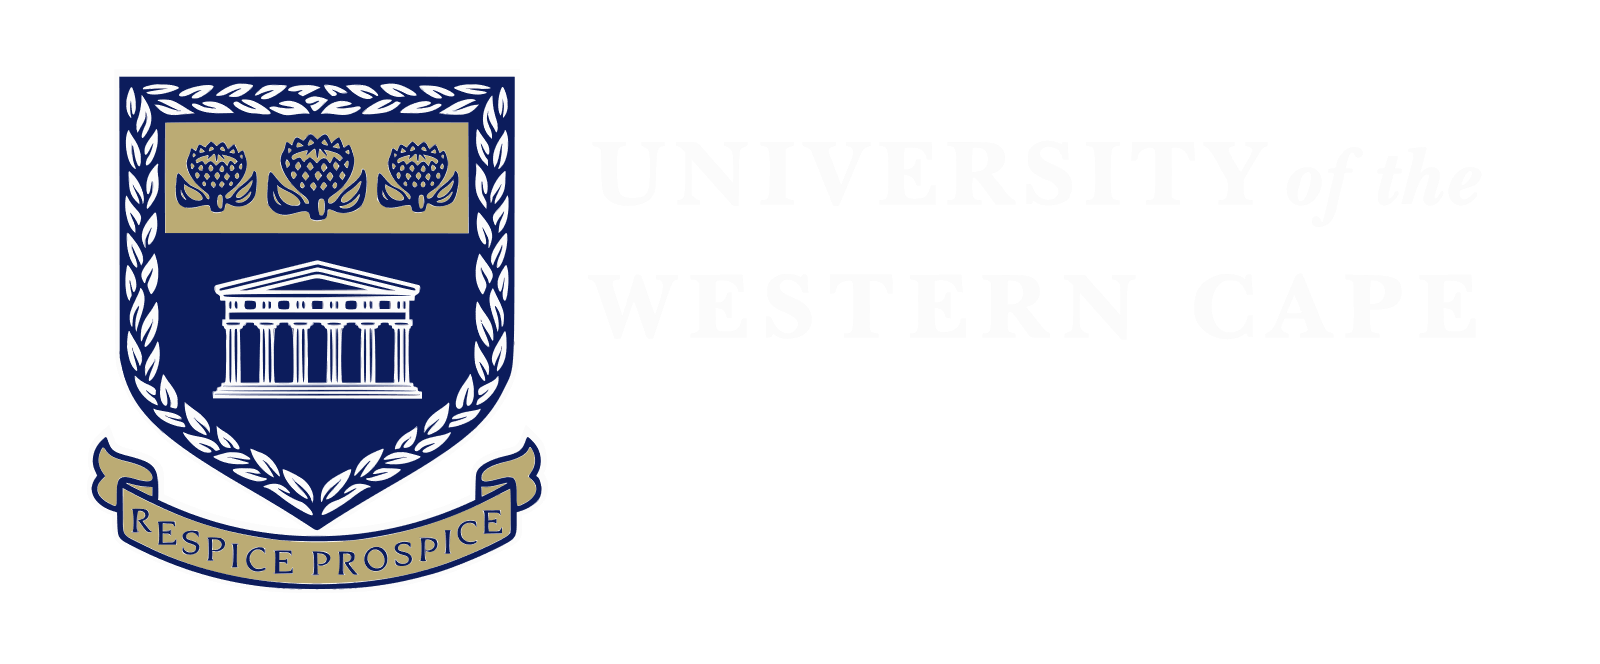 UNIVERSITY of the
WESTERN CAPE
RESPICE PROSPICE